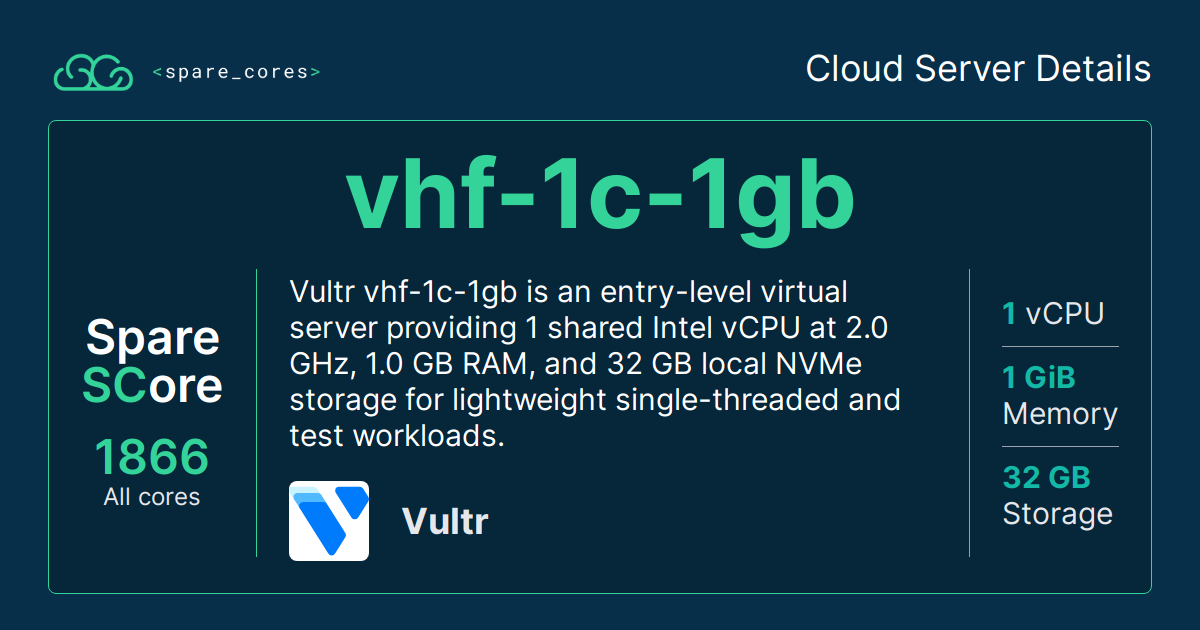 <spare_cores>
Cloud Server Details
vhf-1c-1gb
Spare
SCore
1866
All cores
Vultr vhf-1c-1gb is an entry-level virtual
server providing 1 shared Intel vCPU at 2.0
GHz, 1.0 GB RAM, and 32 GB local NVMe
storage for lightweight single-threaded and
test workloads.
Vultr
1 vCPU
1 GiB
Memory
32 GB
Storage